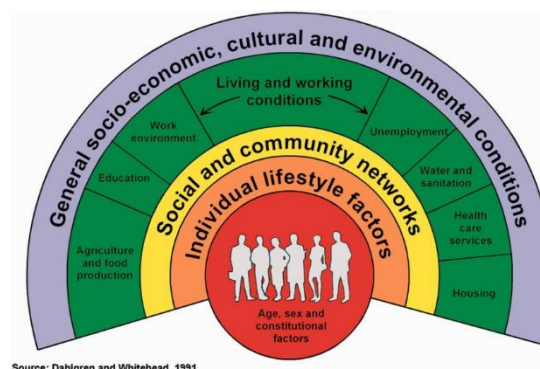 General socio-economic, cultural and environmental conditions
Living and working
conditions
Work
environment
Unemployment
Education
Water and
sanitation
Agriculture
and food
production
Health
care
services
Housing
Social and community networks
Individual lifestyle factors
Age, sex and
constitutional
factors
Source: Dahlgren and Whitehead, 1991